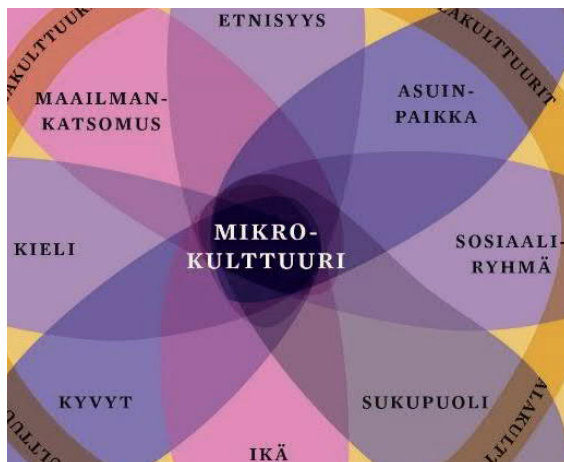 ETNISYYS
MAAILMAN-
KATSOMUS
ASUIN-
PAIKKA
MIKRO-
KULTTUURI
KIELI
SOSIAALI-
RYHMÄ
KYVYT
SUKUPUOLI
IKÄ